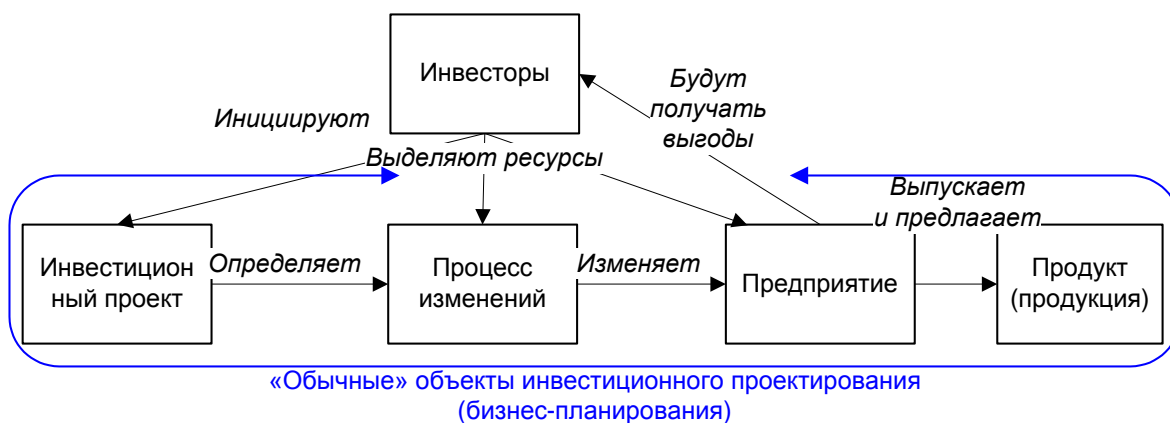 Инвесторы
Будут
получать
выгоды
Инициируют
Выделяют ресурсы
Выпускает
и предлагает
Инвестицион
ный проект
Определяет
Процесс
изменений
Изменяет
Предприятие
Продукт
(продукция)
«Обычные» объекты инвестиционного проектирования
(бизнес-планирования)